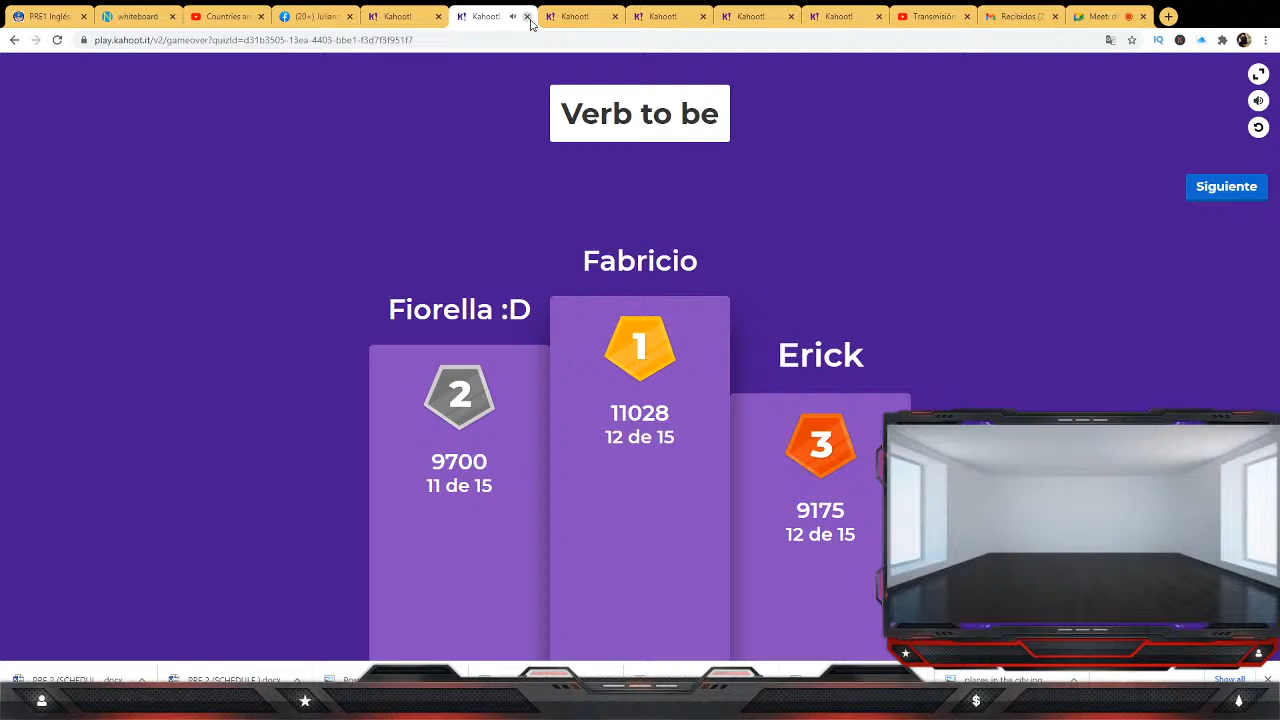 PRE1 Inglés
whiteboard
Countries an
(20+) Julian
Kahoot!
Kahoot!
Kahoot!
Kahoot!
Kahoot!
Kahoot!
Transmisión
Recibidos (2
Meet: d
play.kahoot.it/v2/gameover?quizId=d31b3505-13ea-4403-bbe1-f3d7f3f951f7
Verb to be
Siguiente
Fabricio
Fiorella :D
Erick
1
11028
12 de 15
2
9700
11 de 15
3
9175
12 de 15
PRE 2 (SCHEDULE ).docx
places in the city.jpg
Show all